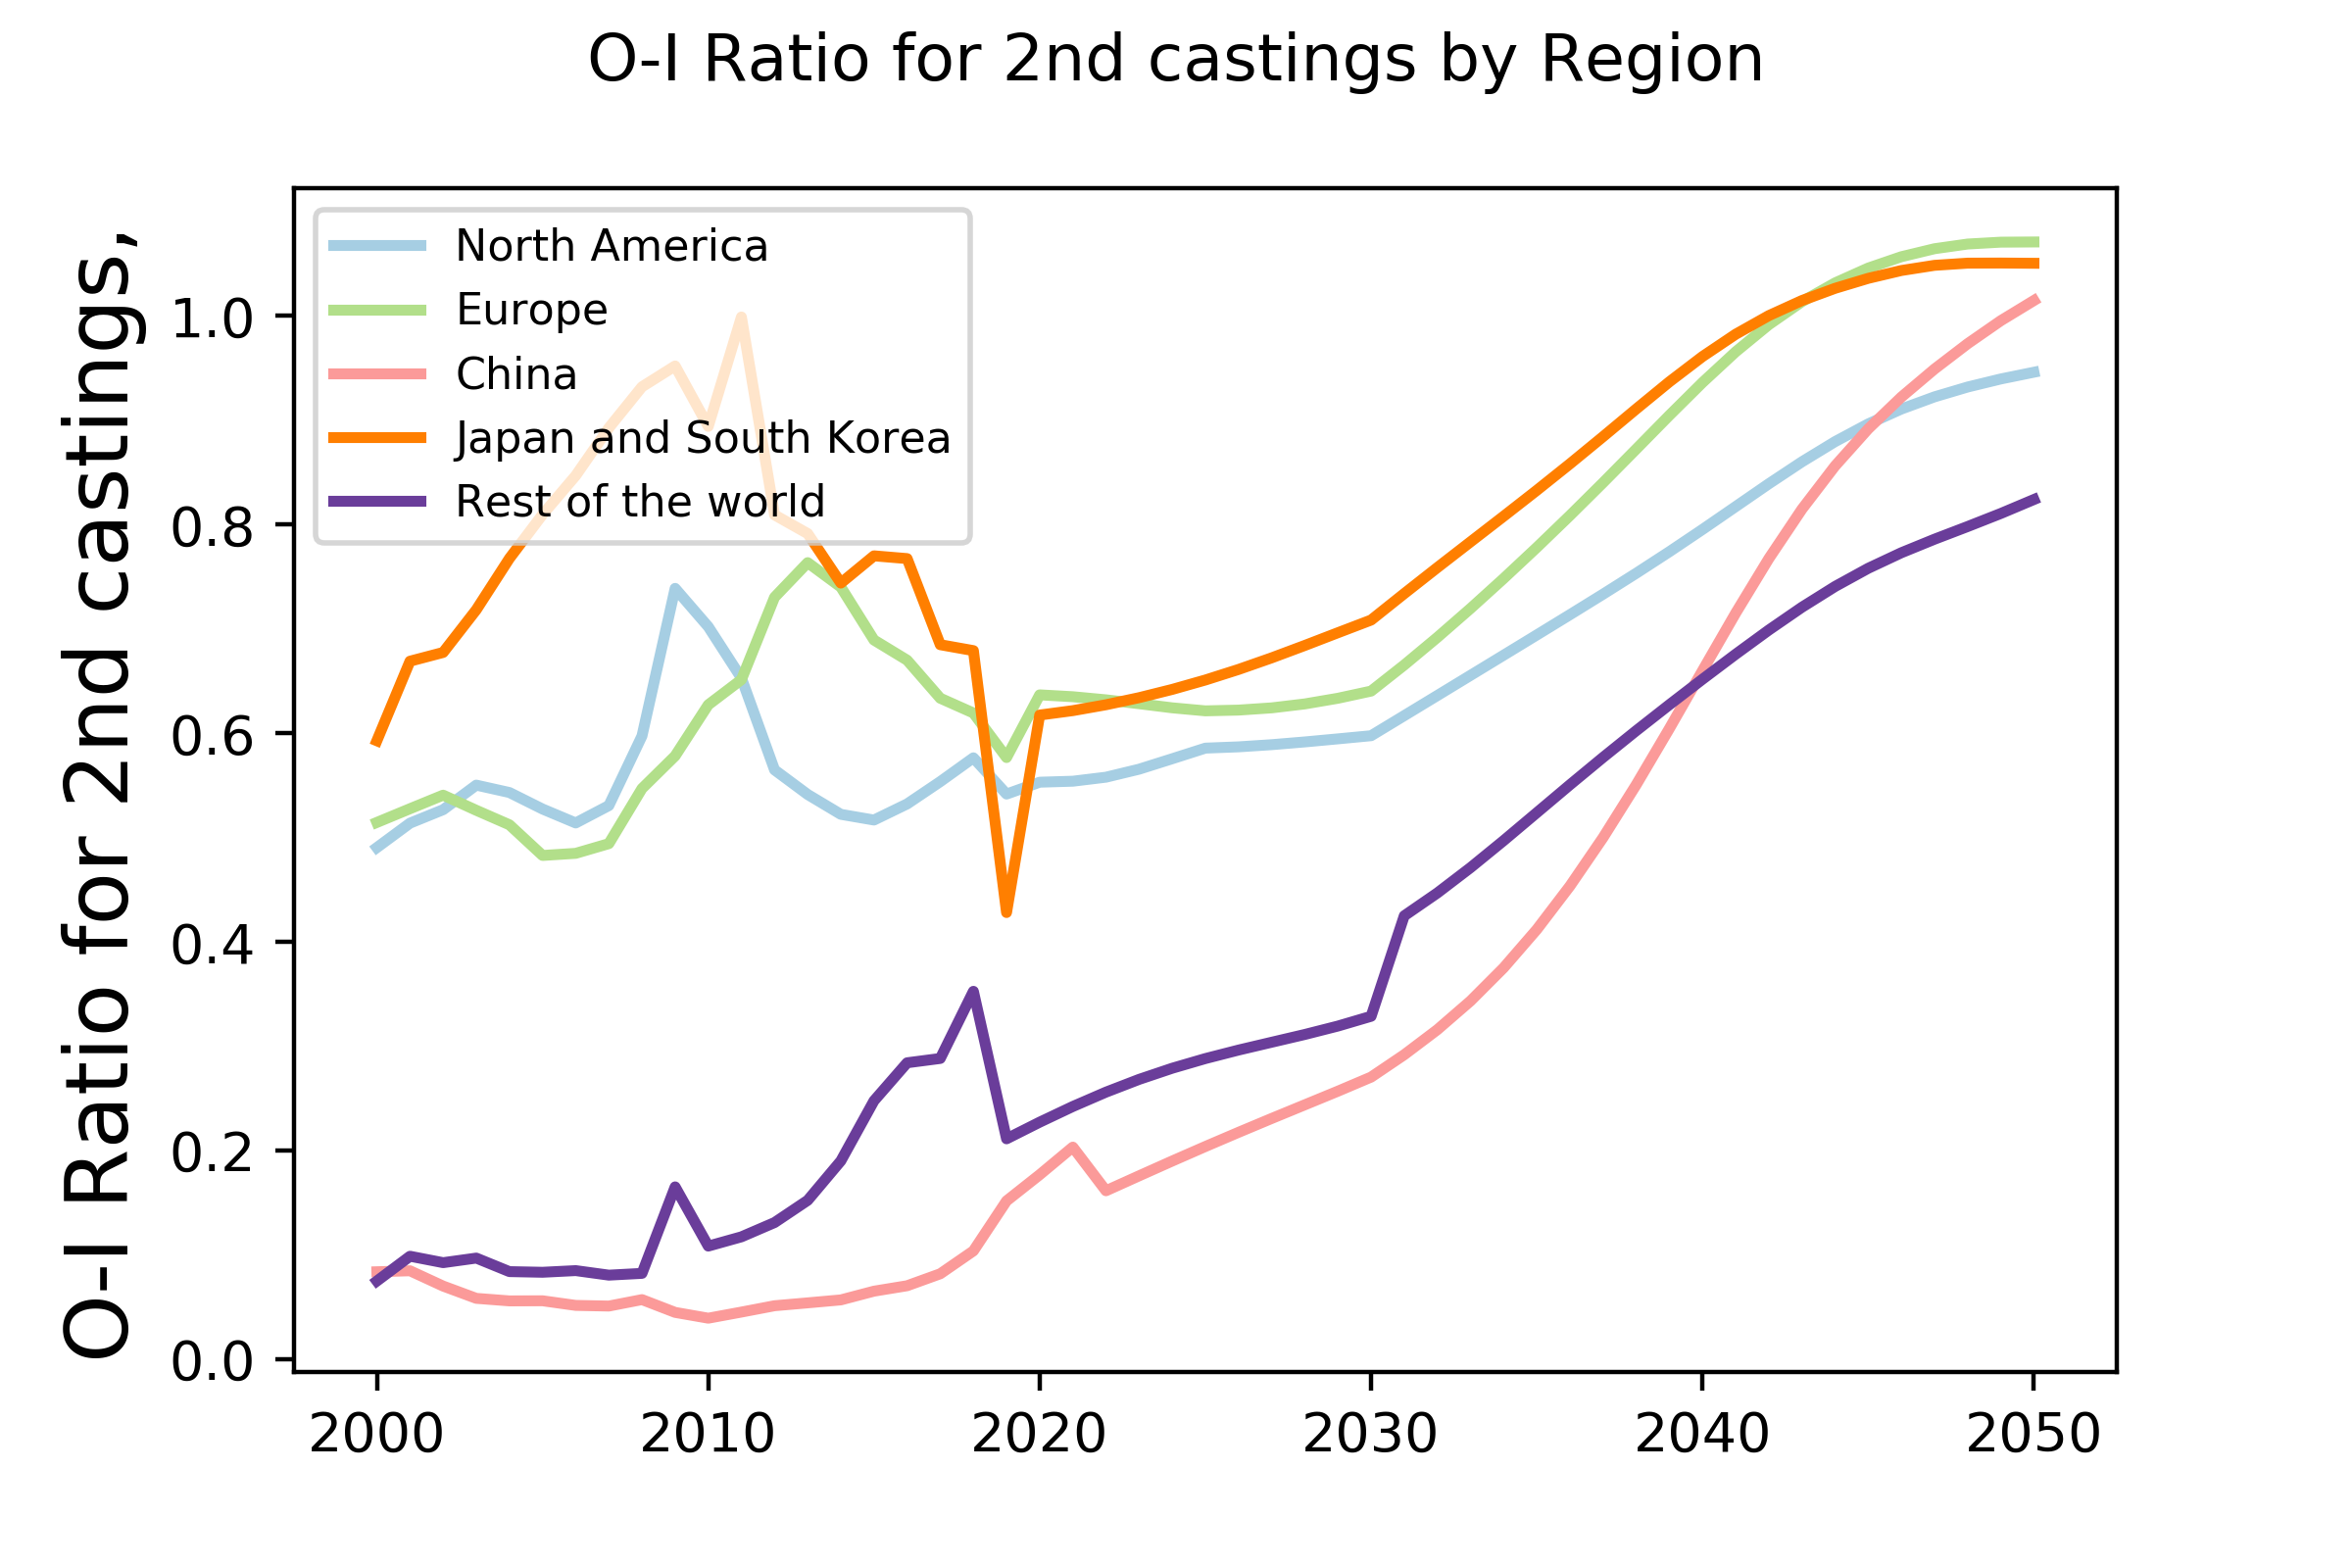 O-I Ratio for 2nd castings by Region
O-I Ratio for 2nd castings,
North America
Europe
China
Japan and South Korea
Rest of the world
1.0
0.8
0.6
0.4
0.2
0.0
2000 2010 2020 2030 2040 2050